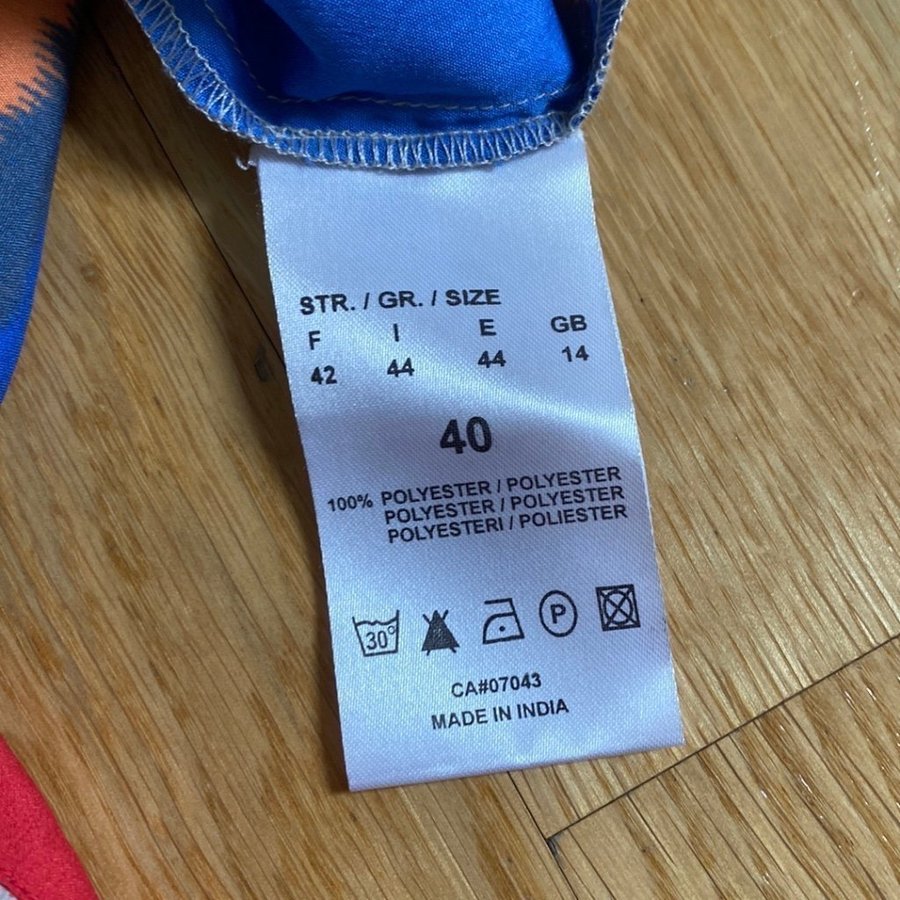 STR. / GR. / SIZE
F I E GB
42 44 44 14
40
100% POLYESTER / POLYESTER
POLYESTER / POLYESTER
POLYESTERI / POLIESTER
30° P
CA#07043
MADE IN INDIA